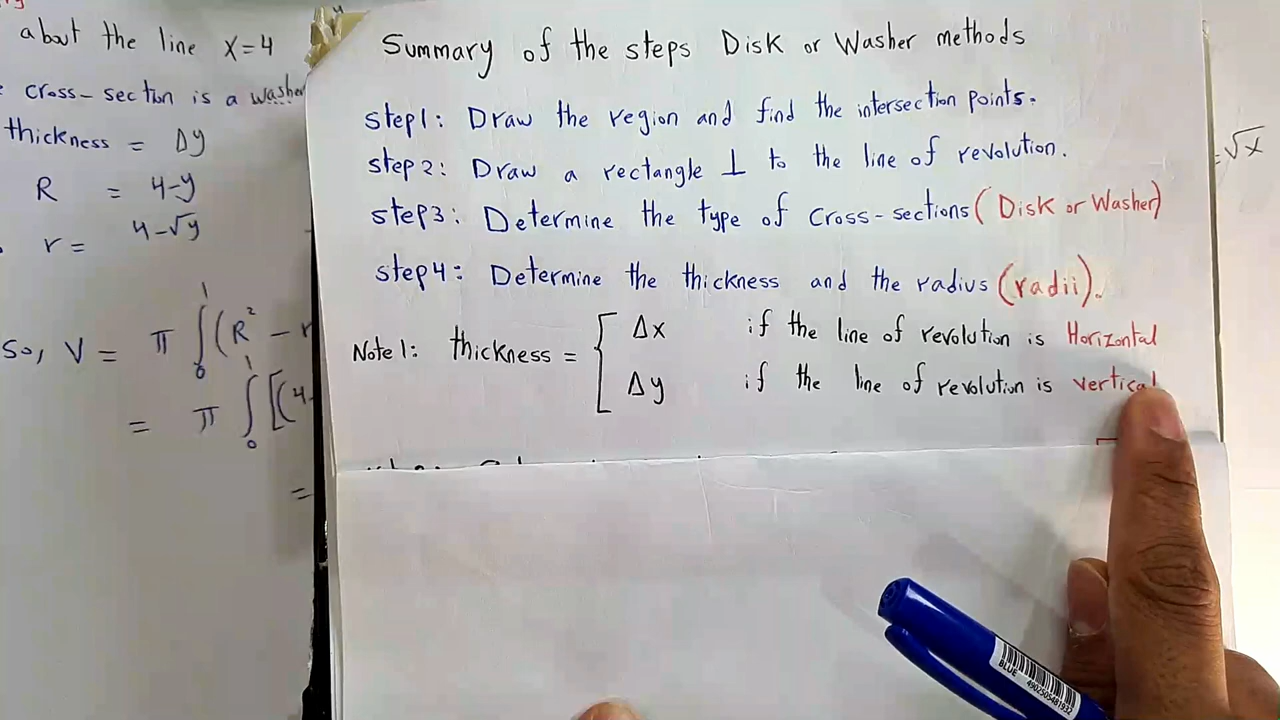 about the line x=4
cross-section is a washer
thickness = Δy
R = 4-y
r = 4-√y
so, V = π ∫₀¹ (R² -
= π ∫₀¹ [(4-
=
Summary of the steps Disk or Washer methods
step1: Draw the region and find the intersection points.
step2: Draw a rectangle ⊥ to the line of revolution.
step3: Determine the type of cross-sections (Disk or Washer)
step4: Determine the thickness and the radius (radii).
Note1: thickness = { Δx if the line of revolution is Horizontal
Δy if the line of revolution is vertical
=√x
BLUE 4902505481932